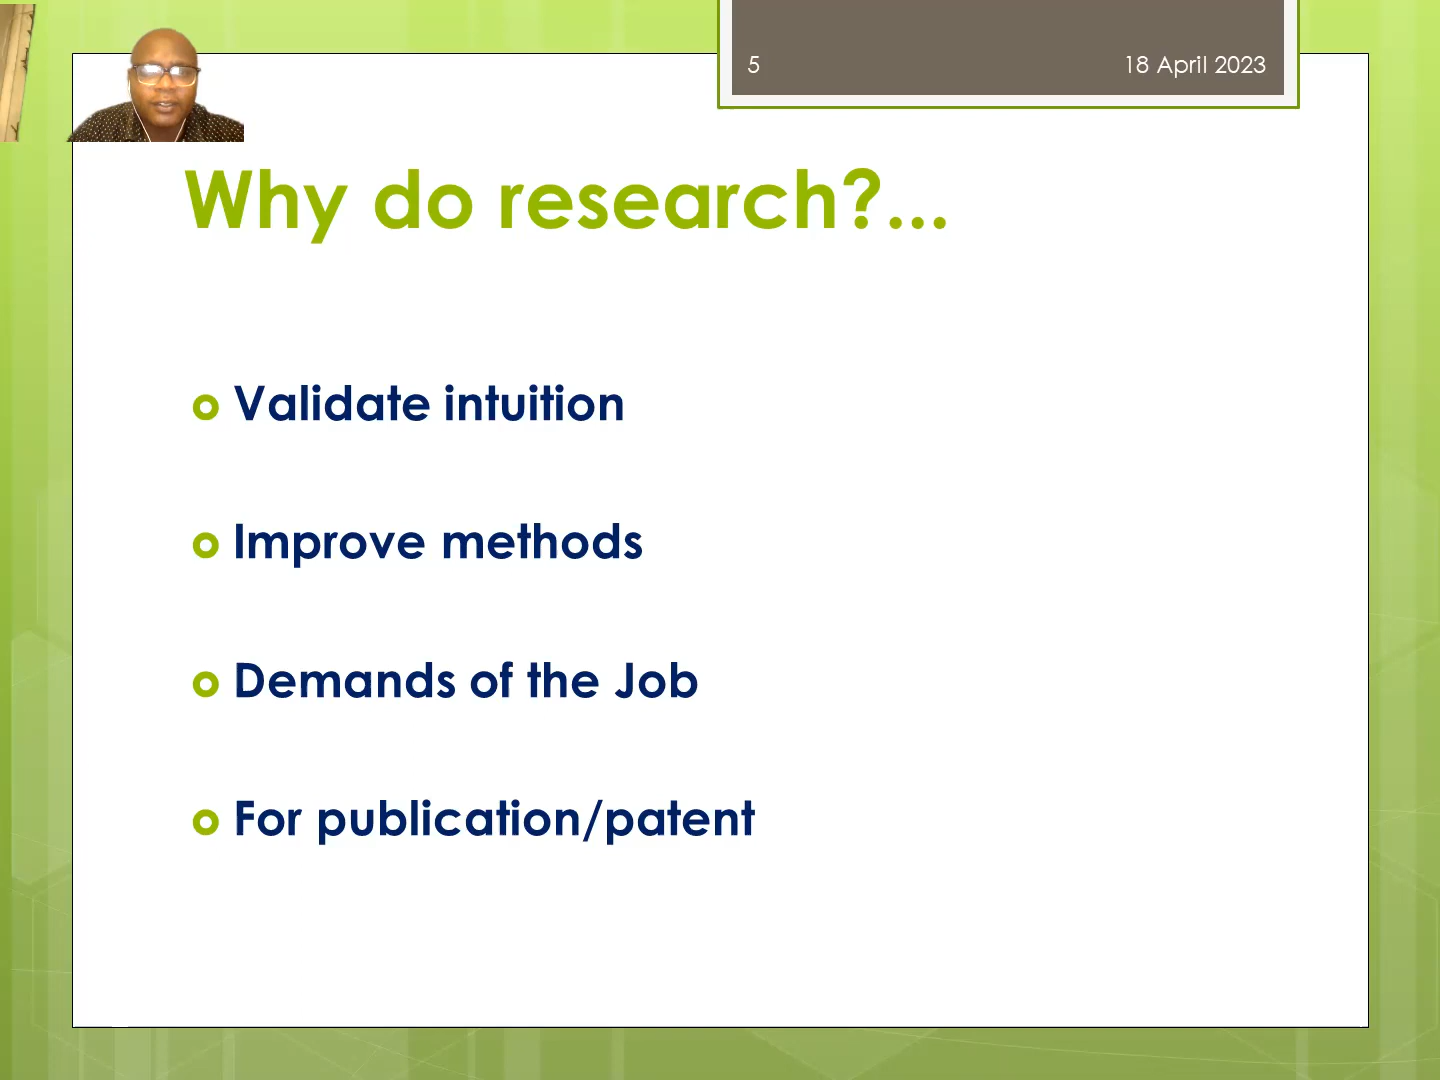 5
18 April 2023
Why do research?...
Validate intuition
Improve methods
Demands of the Job
For publication/patent